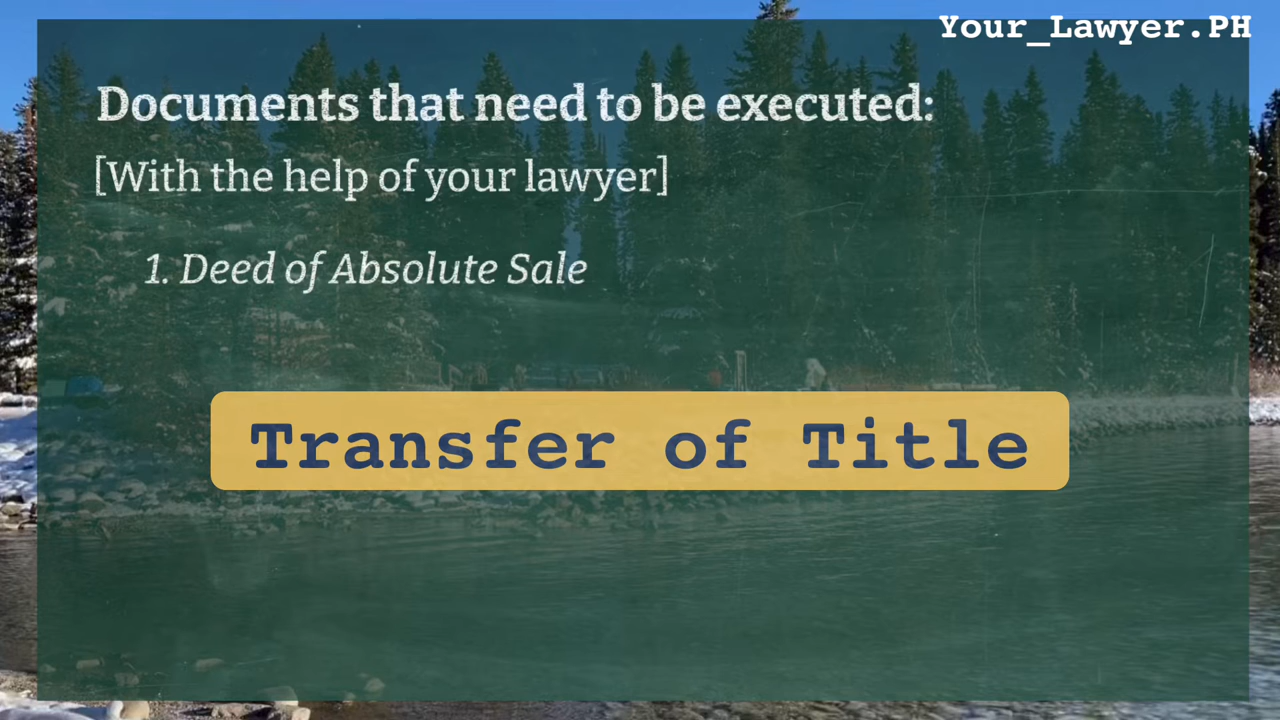 Your_Lawyer.PH
Documents that need to be executed:
[With the help of your lawyer]
1. Deed of Absolute Sale
Transfer of Title